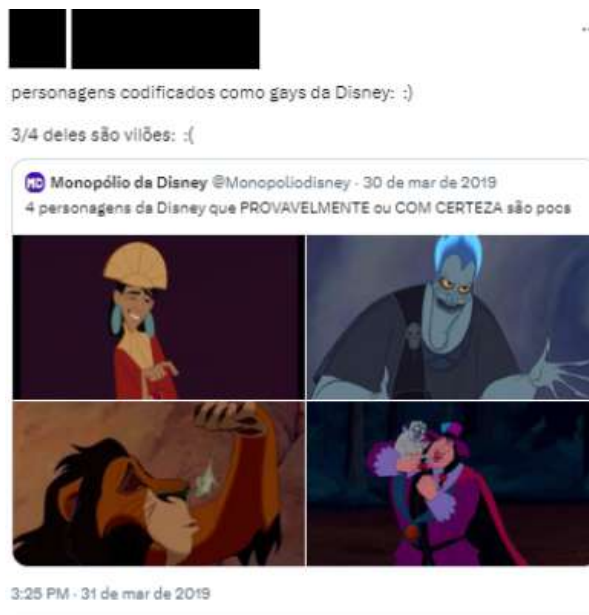 personagens codificados como gays da Disney: :)
3/4 deles são vilões: :(
MD Monopólio da Disney @Monopoliodisney · 30 de mar de 2019
4 personagens da Disney que PROVAVELMENTE ou COM CERTEZA são pocs
3:25 PM · 31 de mar de 2019